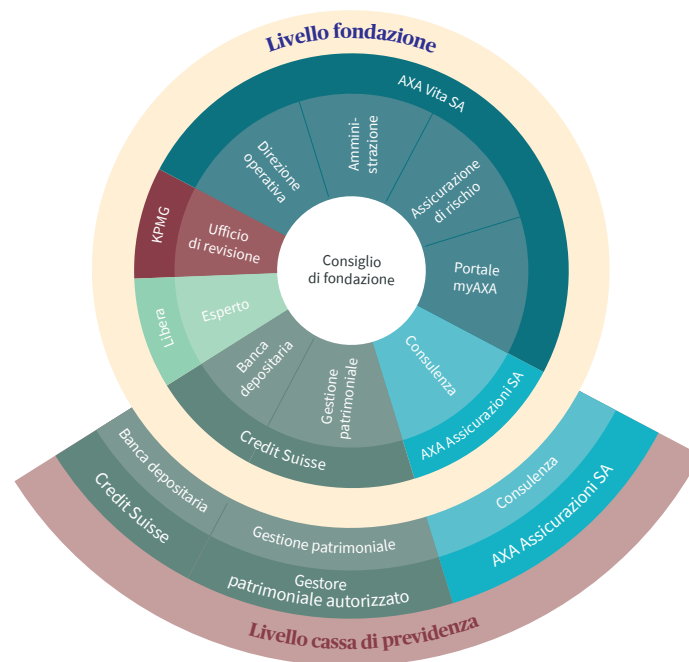 Livello fondazione
AXA Vita SA
Direzione
operativa
Ammini-
strazione
Assicurazione
di rischio
Portale
myAXA
KPMG
Ufficio
di revisione
Consiglio
di fondazione
Libera
Esperto
Banca
depositaria
Gestione
patrimoniale
Consulenza
Credit Suisse
AXA Assicurazioni SA
Banca depositaria
Gestione patrimoniale
Consulenza
Credit Suisse
Gestore
patrimoniale autorizzato
AXA Assicurazioni SA
Livello cassa di previdenza